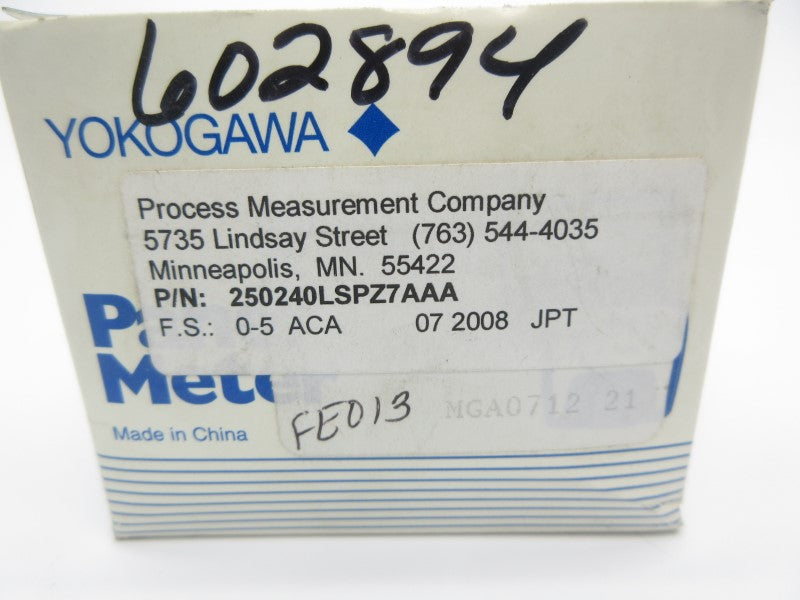 602894
YOKOGAWA
Process Measurement Company
5735 Lindsay Street (763) 544-4035
Minneapolis, MN. 55422
P/N: 250240LSPZ7AAA
F.S.: 0-5 ACA 07 2008 JPT
Meter
FE013 MGA0712 21
Made in China